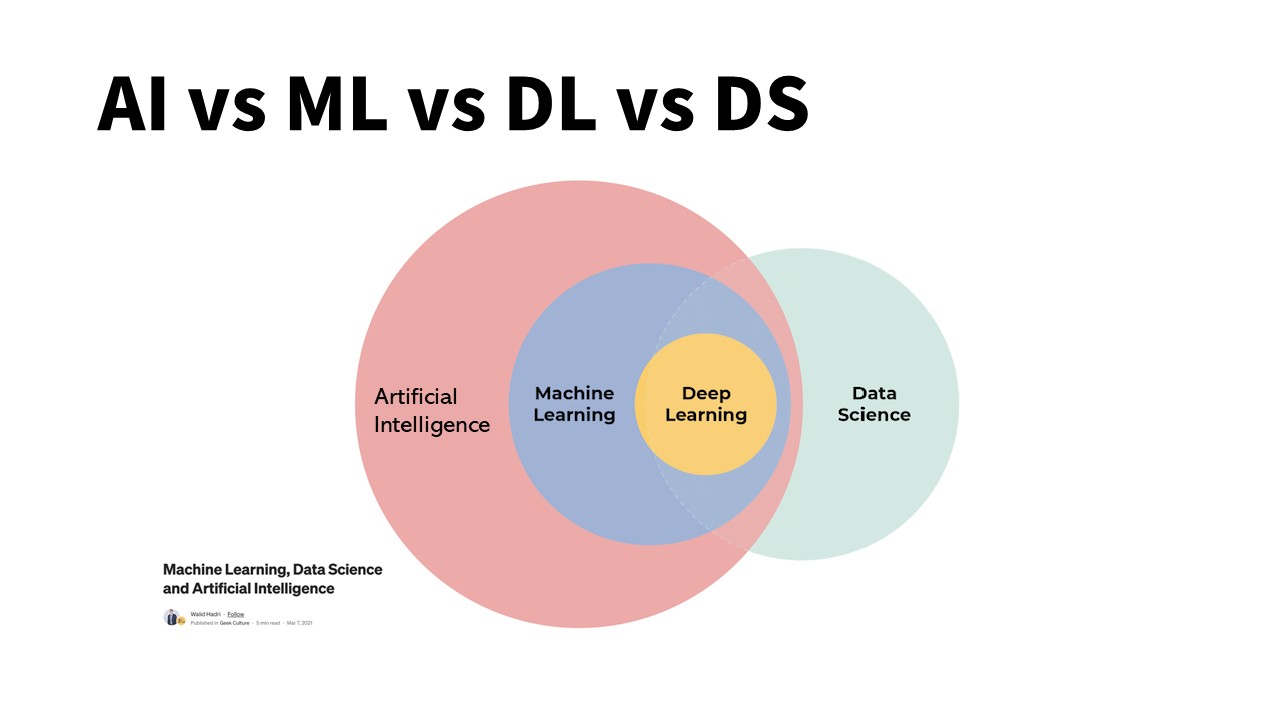 AI vs ML vs DL vs DS
Artificial
Intelligence
Machine
Learning
Deep
Learning
Data
Science
Machine Learning, Data Science
and Artificial Intelligence
Walid Hadri · Follow
Published in Geek Culture · 5 min read · Mar 7, 2021